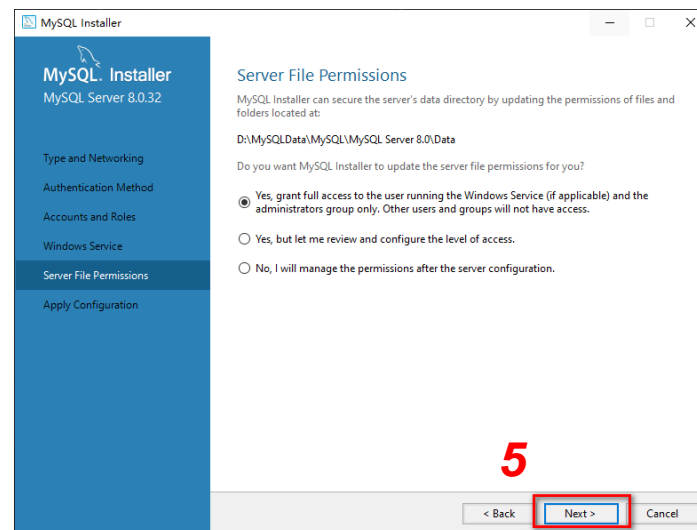 MySQL Installer
MySQL. Installer
MySQL Server 8.0.32
Type and Networking
Authentication Method
Accounts and Roles
Windows Service
Server File Permissions
Apply Configuration
Server File Permissions
MySQL Installer can secure the server's data directory by updating the permissions of files and
folders located at:
D:\MySQLData\MySQL\MySQL Server 8.0\Data
Do you want MySQL Installer to update the server file permissions for you?
Yes, grant full access to the user running the Windows Service (if applicable) and the
administrators group only. Other users and groups will not have access.
Yes, but let me review and configure the level of access.
No, I will manage the permissions after the server configuration.
5
< Back
Next >
Cancel